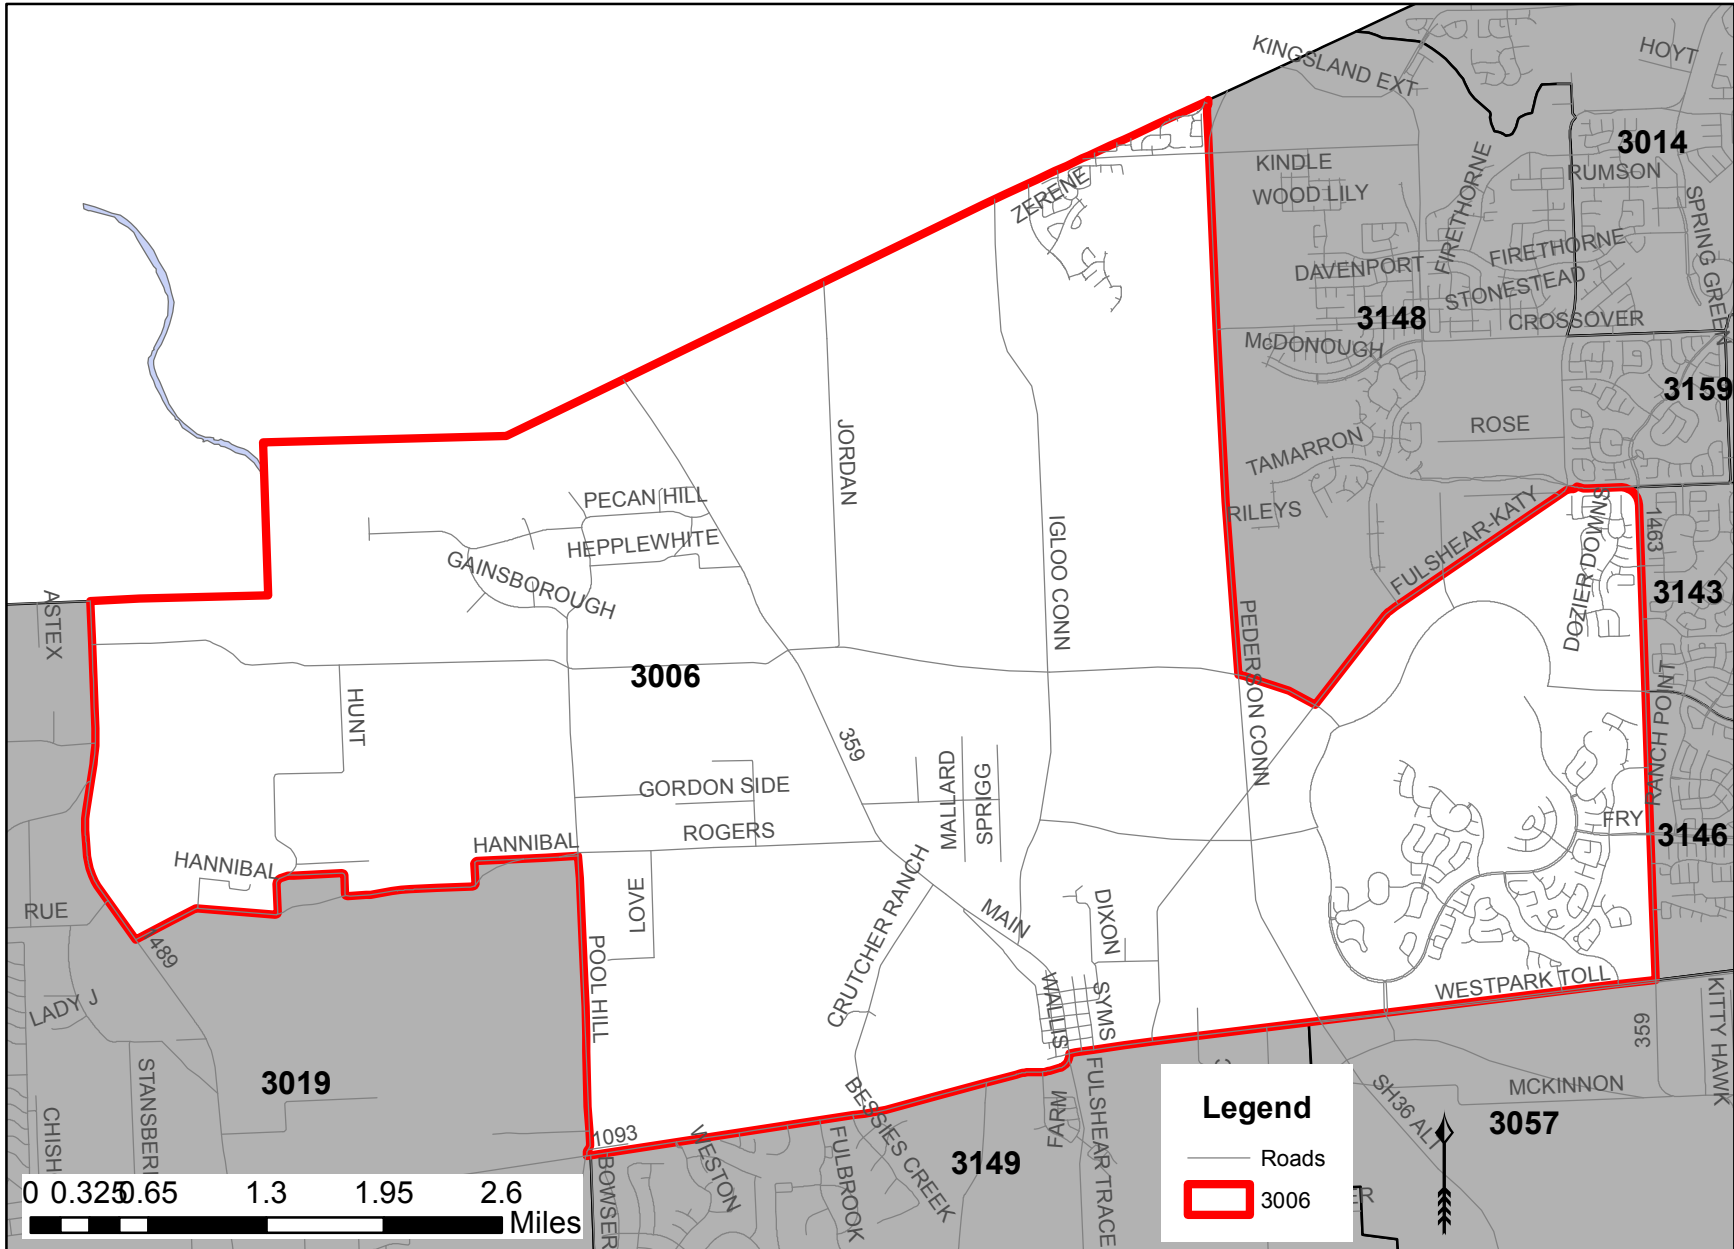 KINGSLAND EXT
HOYT
3014
KINDLE
RUMSON
WOOD LILY
FIRETHORNE
SPRING GREEN
ZERENE
FIRETHORNE
DAVENPORT
STONESTEAD
3148
CROSSOVER
McDONOUGH
3159
JORDAN
ROSE
TAMARRON
PECAN HILL
RILEYS
FULSHEAR-KATY
DOZIER DOWNS
1463
HEPPLEWHITE
IGLOO CONN
GAINSBOROUGH
3143
ASTEX
PEDERSON CONN
3006
HUNT
RANCH POINT
359
GORDON SIDE
MALLARD
SPRIGG
FRY
ROGERS
3146
HANNIBAL
HANNIBAL
LOVE
CRUTCHER RANCH
MAIN
DIXON
RUE
1489
POOL HILL
WALLIS
SYMS
WESTPARK TOLL
KITTY HAWK
LADY J
359
STANSBERI
3019
FULSHEAR TRACE
FARM
BESSIES CREEK
MCKINNON
SH36 ALT
3057
CHISH
1093
WESTON
FULBROOK
3149
BOWSER
Legend
Roads
3006
ER
0 0.325 0.65 1.3 1.95 2.6
Miles